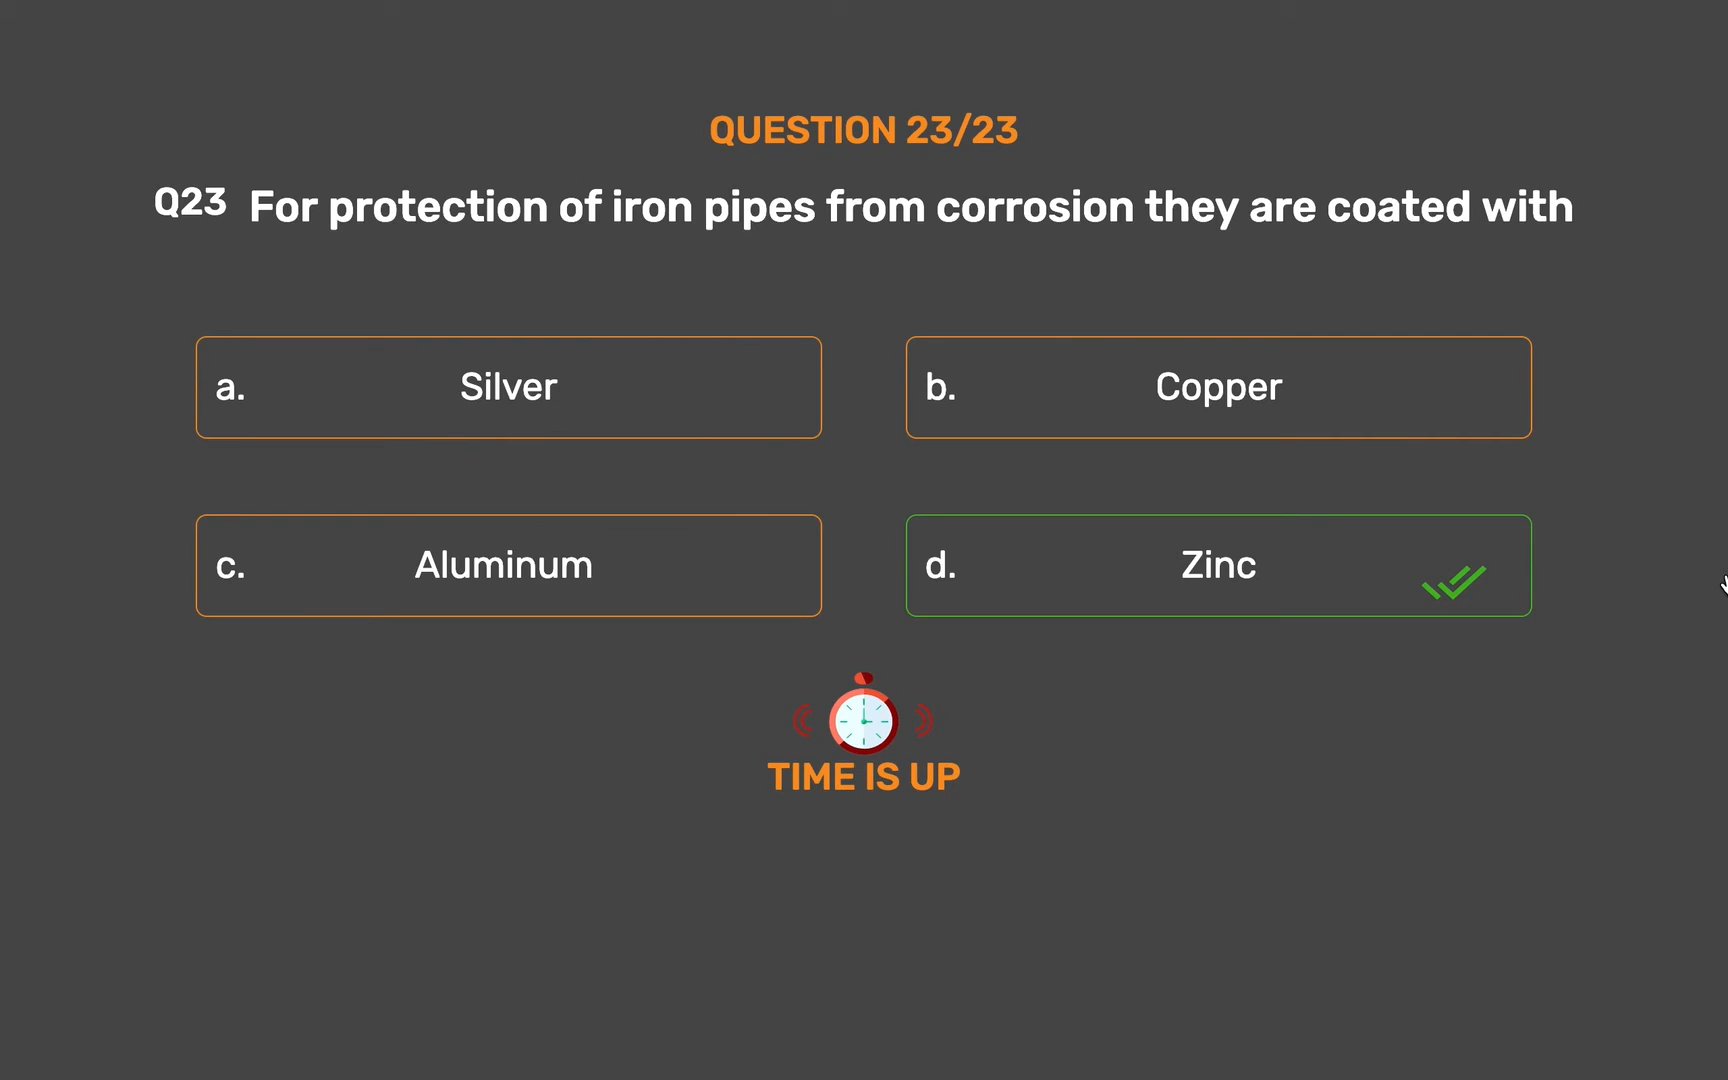 QUESTION 23/23
Q23 For protection of iron pipes from corrosion they are coated with
a. Silver
b. Copper
c. Aluminum
d. Zinc
TIME IS UP